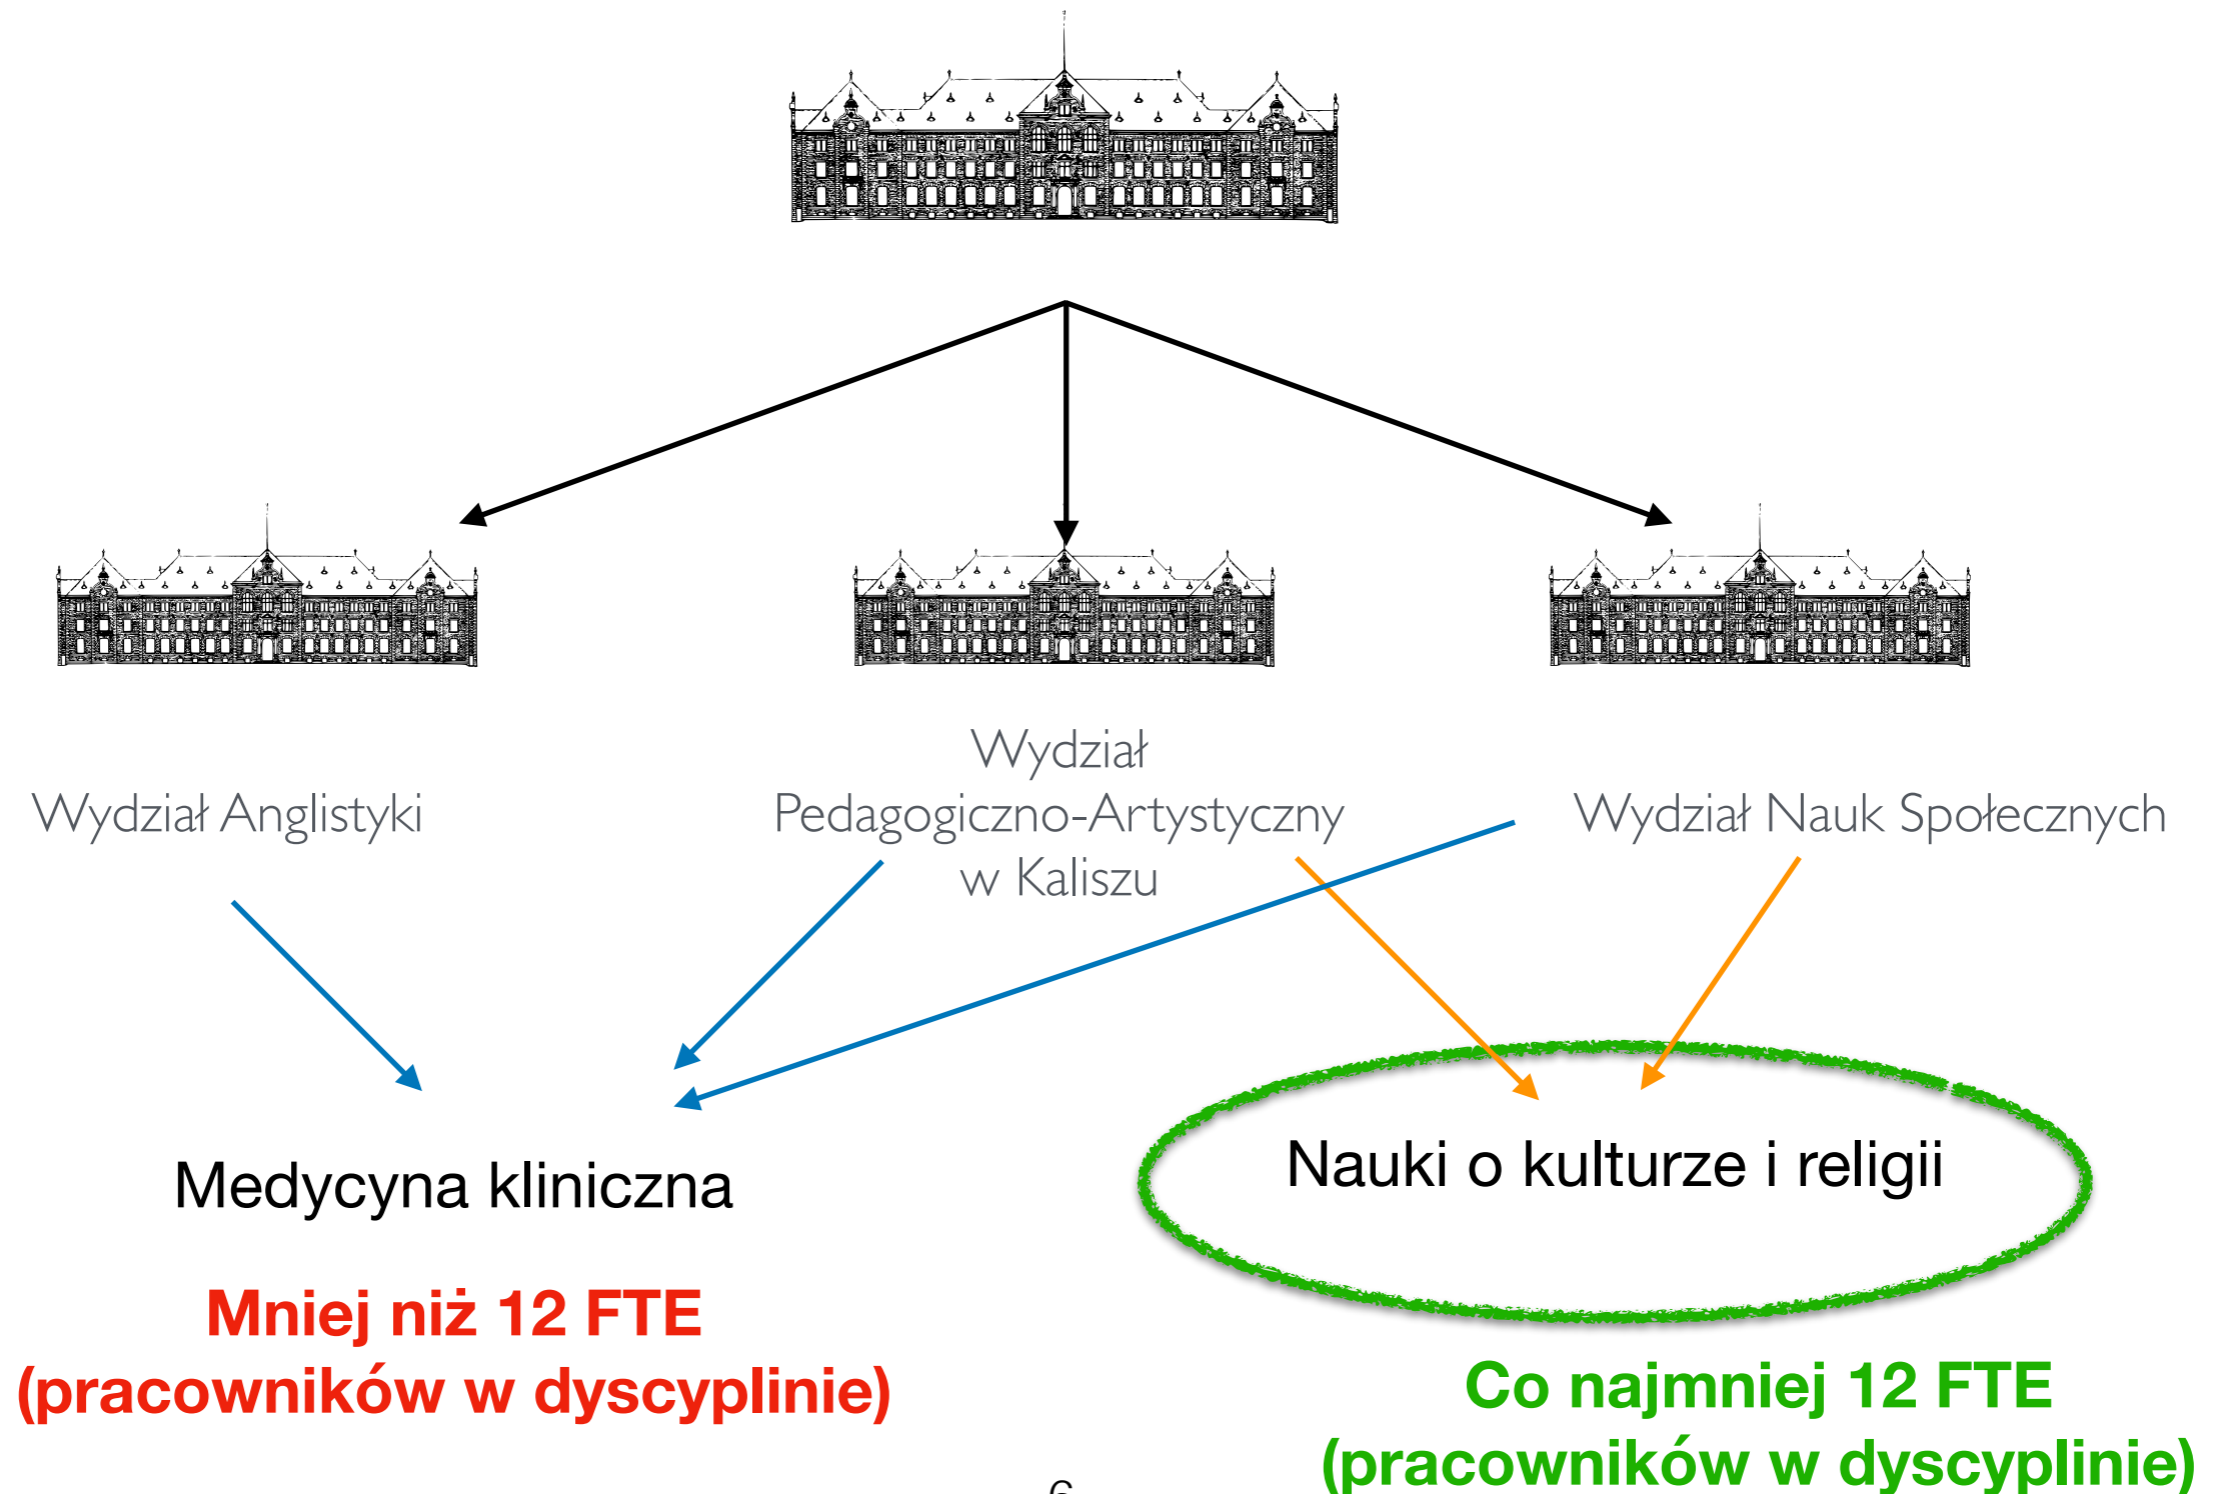 Wydział Anglistyki
Wydział
Pedagogiczno-Artystyczny
w Kaliszu
Wydział Nauk Społecznych
Medycyna kliniczna
Mniej niż 12 FTE
(pracowników w dyscyplinie)
Nauki o kulturze i religii
Co najmniej 12 FTE
(pracowników w dyscyplinie)
6